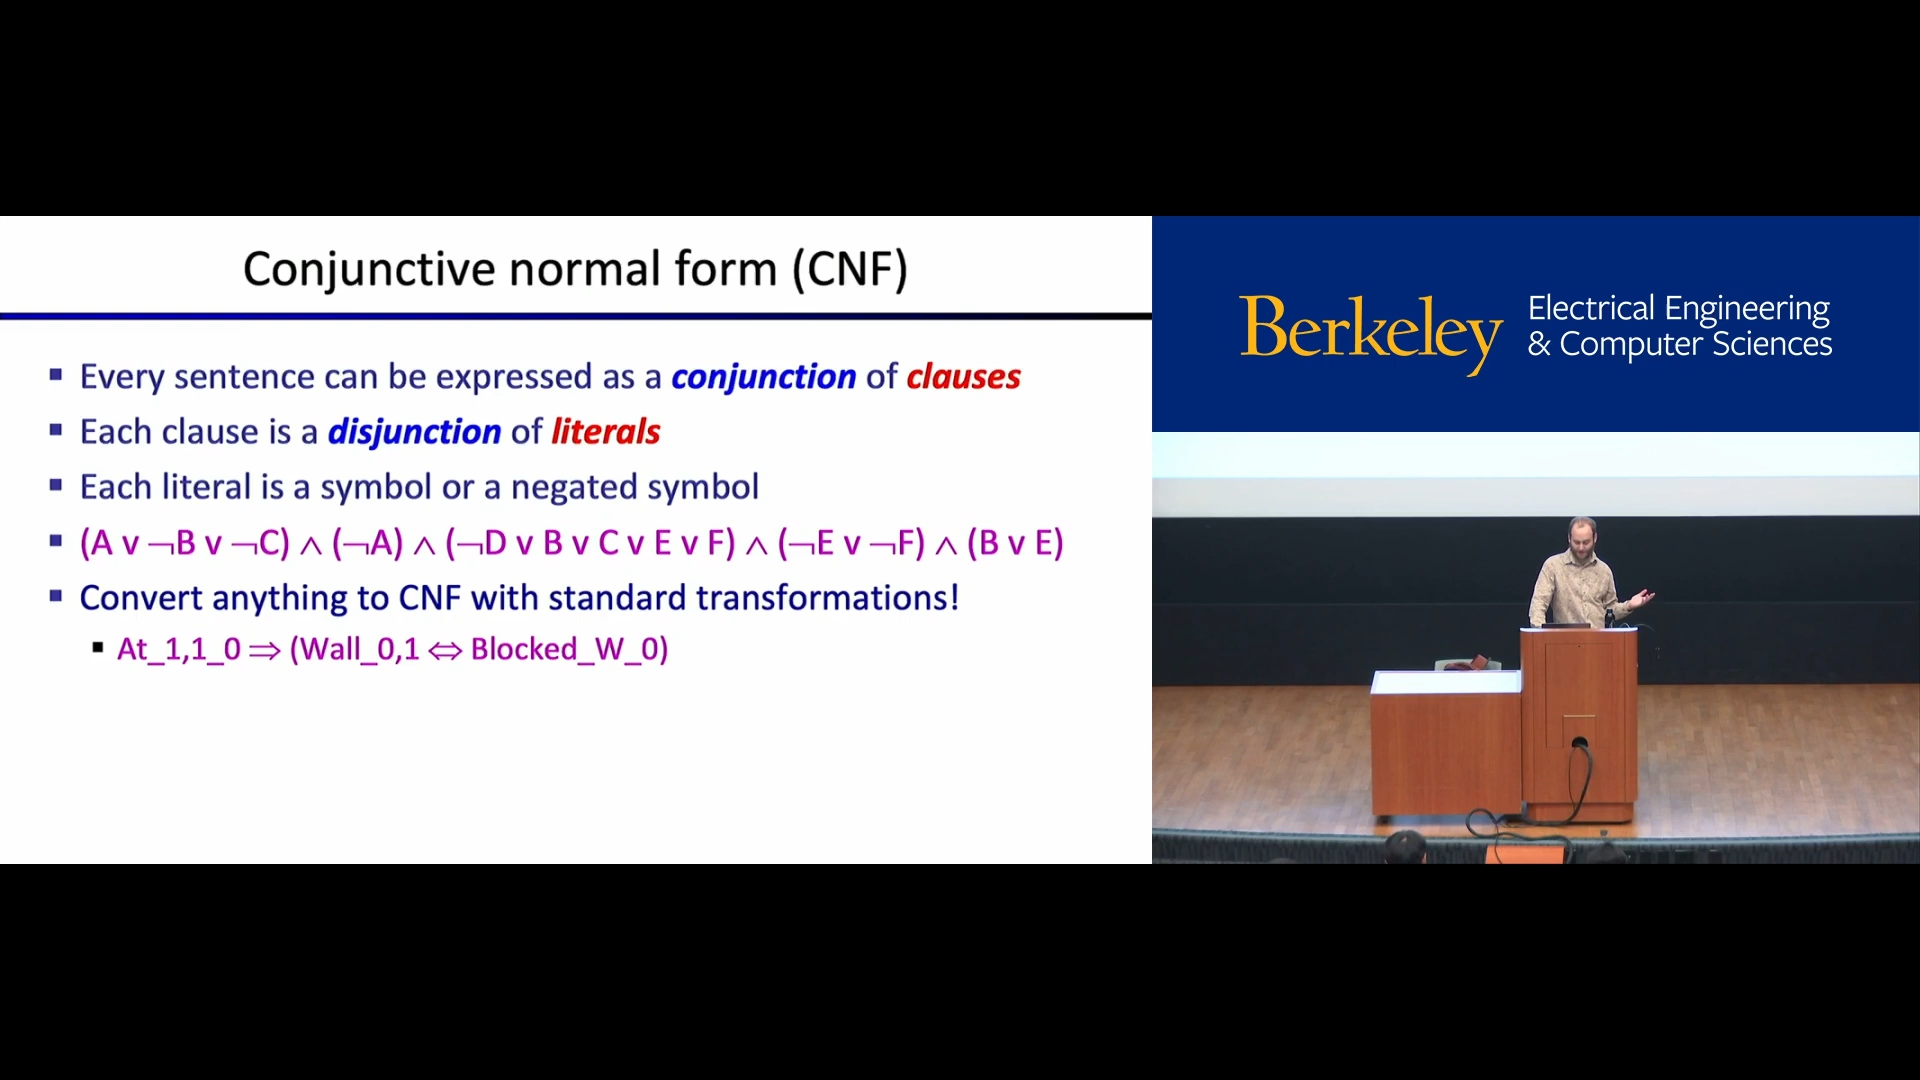 Conjunctive normal form (CNF)
▪ Every sentence can be expressed as a conjunction of clauses
▪ Each clause is a disjunction of literals
▪ Each literal is a symbol or a negated symbol
▪ (A v ¬B v ¬C) ∧ (¬A) ∧ (¬D v B v C v E v F) ∧ (¬E v ¬F) ∧ (B v E)
▪ Convert anything to CNF with standard transformations!
▪ At_1,1_0 ⇒ (Wall_0,1 ⇔ Blocked_W_0)
Berkeley
Electrical Engineering
& Computer Sciences